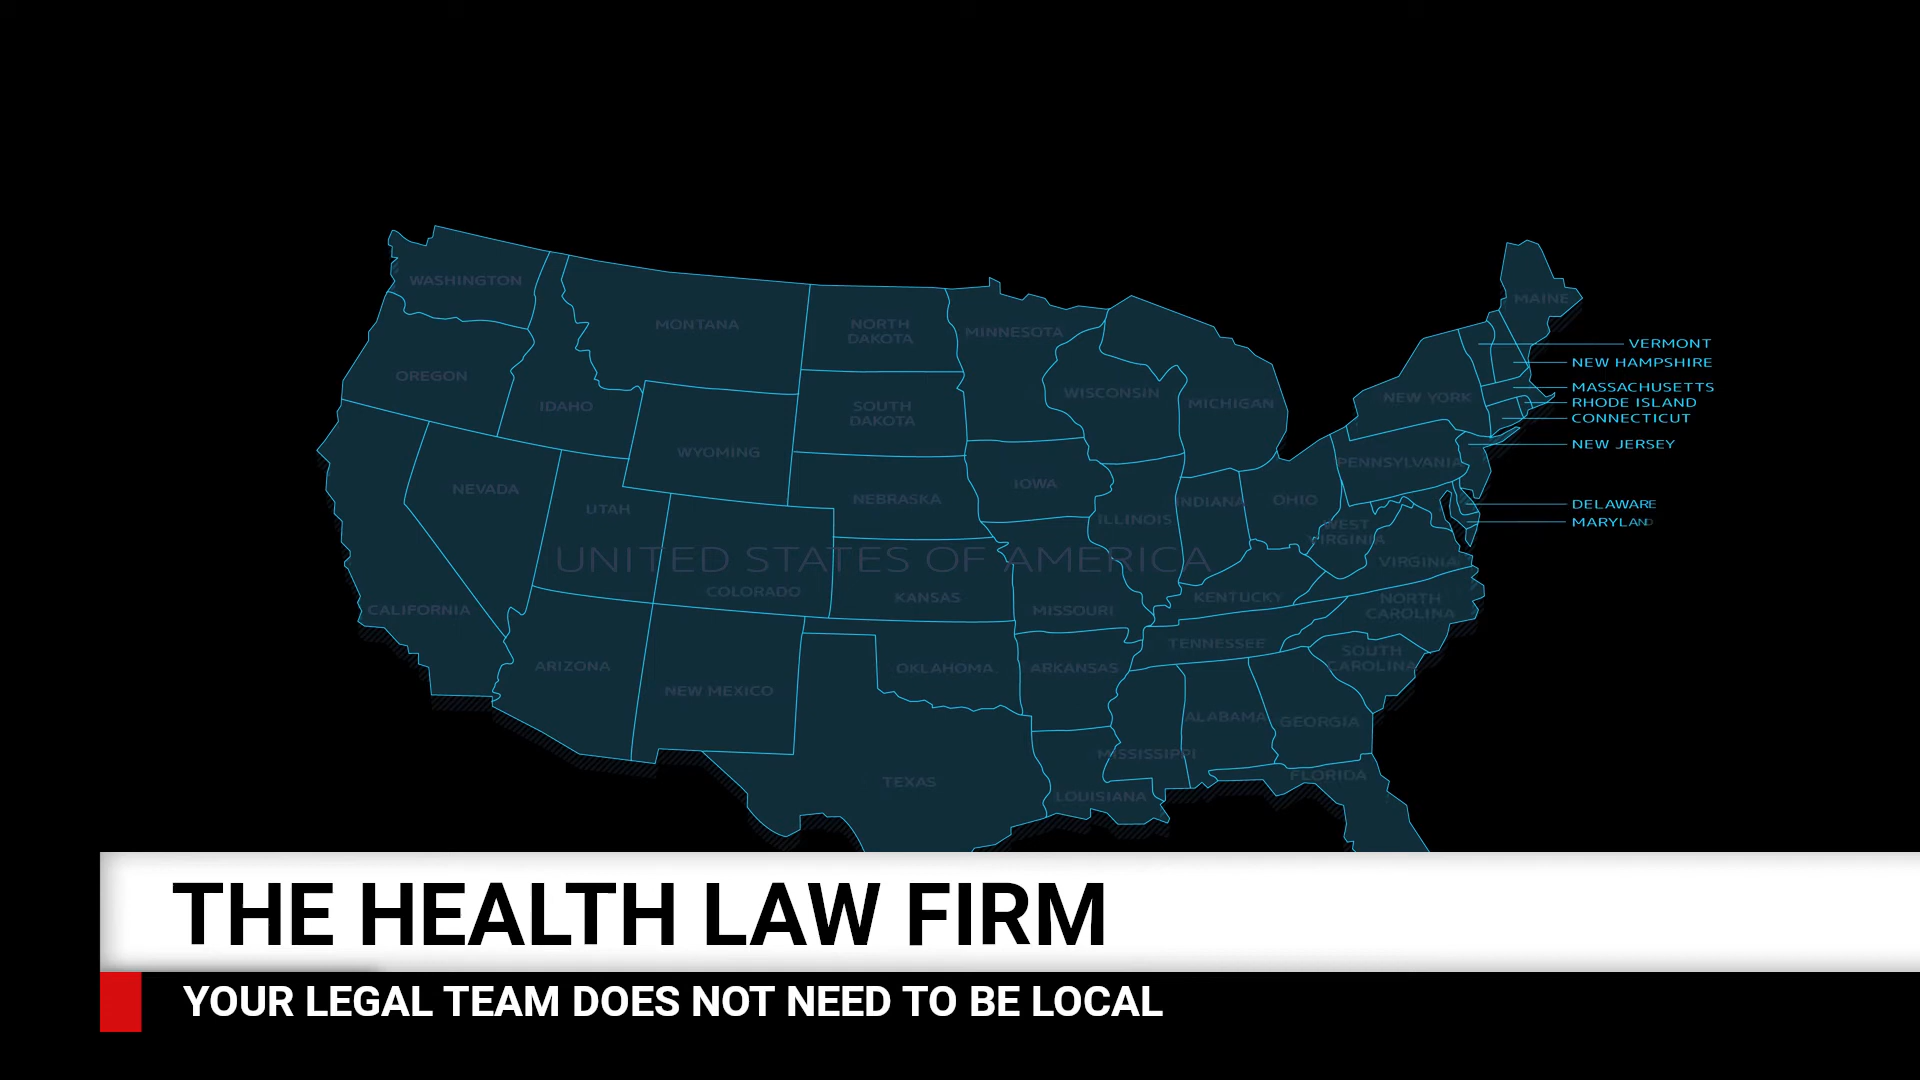 WASHINGTON
MAINE
MONTANA
NORTH
DAKOTA
MINNESOTA
VERMONT
NEW HAMPSHIRE
OREGON
IDAHO
WISCONSIN
MICHIGAN
NEW YORK
MASSACHUSETTS
RHODE ISLAND
SOUTH
DAKOTA
CONNECTICUT
NEW JERSEY
WYOMING
PENNSYLVANIA
NEVADA
NEBRASKA
IOWA
UTAH
ILLINOIS
INDIANA
OHIO
DELAWARE
MARYLAND
WEST
VIRGINIA
UNITED STATES OF AMERICA
VIRGINIA
COLORADO
KANSAS
KENTUCKY
NORTH
CAROLINA
CALIFORNIA
MISSOURI
TENNESSEE
SOUTH
CAROLINA
ARIZONA
OKLAHOMA
ARKANSAS
NEW MEXICO
ALABAMA
GEORGIA
MISSISSIPPI
TEXAS
LOUISIANA
FLORIDA
THE HEALTH LAW FIRM
YOUR LEGAL TEAM DOES NOT NEED TO BE LOCAL